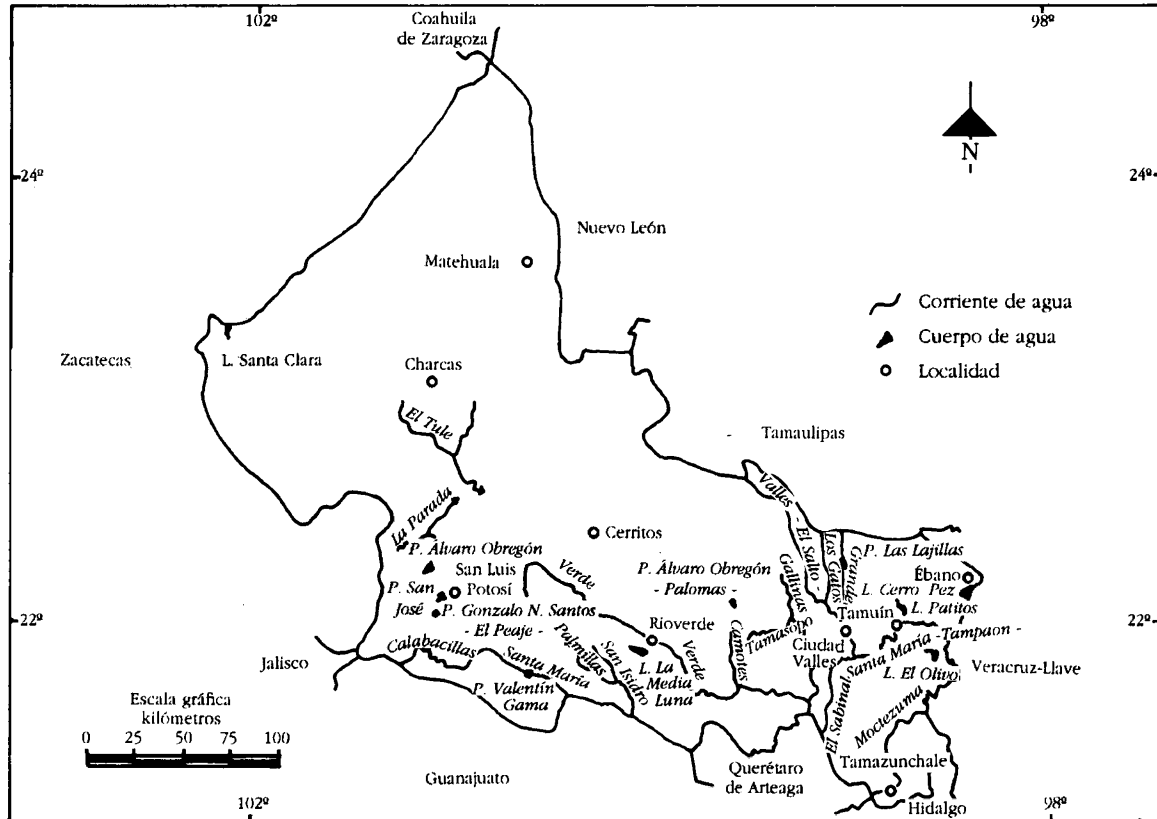 102º
98º
Coahuila
de Zaragoza
N
24º
24º
Nuevo León
Matehuala
Corriente de agua
Cuerpo de agua
Localidad
Zacatecas
L. Santa Clara
Charcas
El Tule
Tamaulipas
La Parada
Valles
- El Salto -
Los Gatos
Grande
Cerritos
P. Las Lajillas
P. Álvaro Obregón
San Luis
Potosí
P. San
José
P. Gonzalo N. Santos
- El Peaje -
Verde
P. Álvaro Obregón
- Palomas -
Gallinas
Ébano
L. Cerro Pez
L. Patitos
Tamuín
22º
22º
Rioverde
Verde
Camotes
Tamasopo
Ciudad
Valles
Santa María -Tampaon-
Calabacillas
Santa María
Palmillas
San Isidro
L. La
Media
Luna
L. El Olivo
Veracruz-Llave
Jalisco
P. Valentín
Gama
El Sabinal
Moctezuma
Escala gráfica
kilómetros
0 25 50 75 100
Guanajuato
Querétaro
de Arteaga
Tamazunchale
Hidalgo
102º
98º